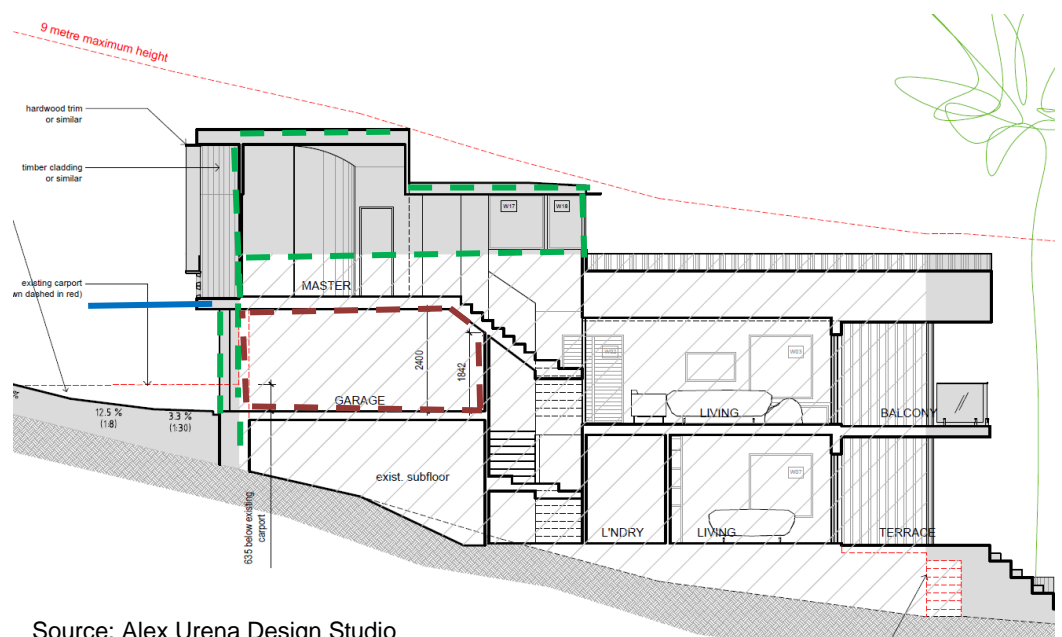 9 metre maximum height
hardwood trim
or similar
timber cladding
or similar
W17
W18
existing carport
wn dashed in red)
MASTER
2400
1842
GARAGE
12.5 %
(1:8)
3.3 %
(1:30)
W23
LIVING
BALCONY
exist. subfloor
635 below existing
carport
L'NDRY
LIVING
TERRACE
Source: Alex Urena Design Studio